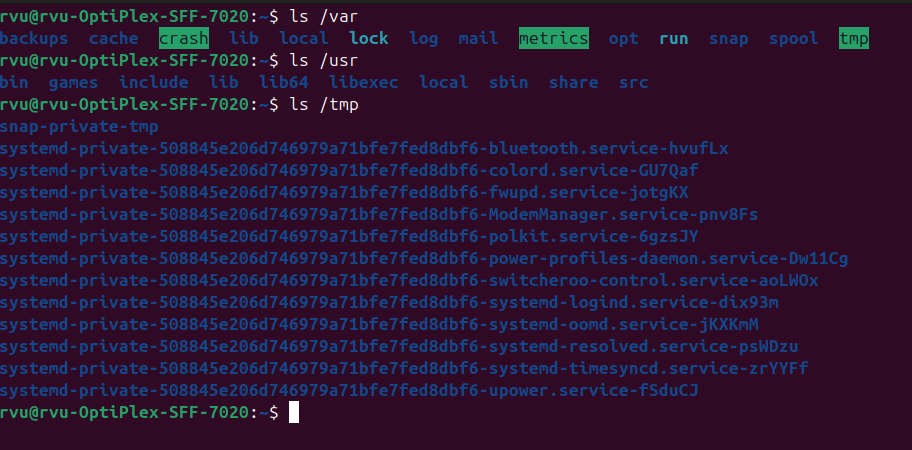 rvu@rvu-OptiPlex-SFF-7020:~$ ls /var
backups cache crash lib local lock log mail metrics opt run snap spool tmp
rvu@rvu-OptiPlex-SFF-7020:~$ ls /usr
bin games include lib lib64 libexec local sbin share src
rvu@rvu-OptiPlex-SFF-7020:~$ ls /tmp
snap-private-tmp
systemd-private-508845e206d746979a71bfe7fed8dbf6-bluetooth.service-hvufLx
systemd-private-508845e206d746979a71bfe7fed8dbf6-colord.service-GU7Qaf
systemd-private-508845e206d746979a71bfe7fed8dbf6-fwupd.service-jotgKX
systemd-private-508845e206d746979a71bfe7fed8dbf6-ModemManager.service-pnv8Fs
systemd-private-508845e206d746979a71bfe7fed8dbf6-polkit.service-6gzsJY
systemd-private-508845e206d746979a71bfe7fed8dbf6-power-profiles-daemon.service-Dw11Cg
systemd-private-508845e206d746979a71bfe7fed8dbf6-switcheroo-control.service-aoLWOx
systemd-private-508845e206d746979a71bfe7fed8dbf6-systemd-logind.service-dix93m
systemd-private-508845e206d746979a71bfe7fed8dbf6-systemd-oomd.service-jKXKmM
systemd-private-508845e206d746979a71bfe7fed8dbf6-systemd-resolved.service-psWDzu
systemd-private-508845e206d746979a71bfe7fed8dbf6-systemd-timesyncd.service-zrYYFf
systemd-private-508845e206d746979a71bfe7fed8dbf6-upower.service-fSduCJ
rvu@rvu-OptiPlex-SFF-7020:~$